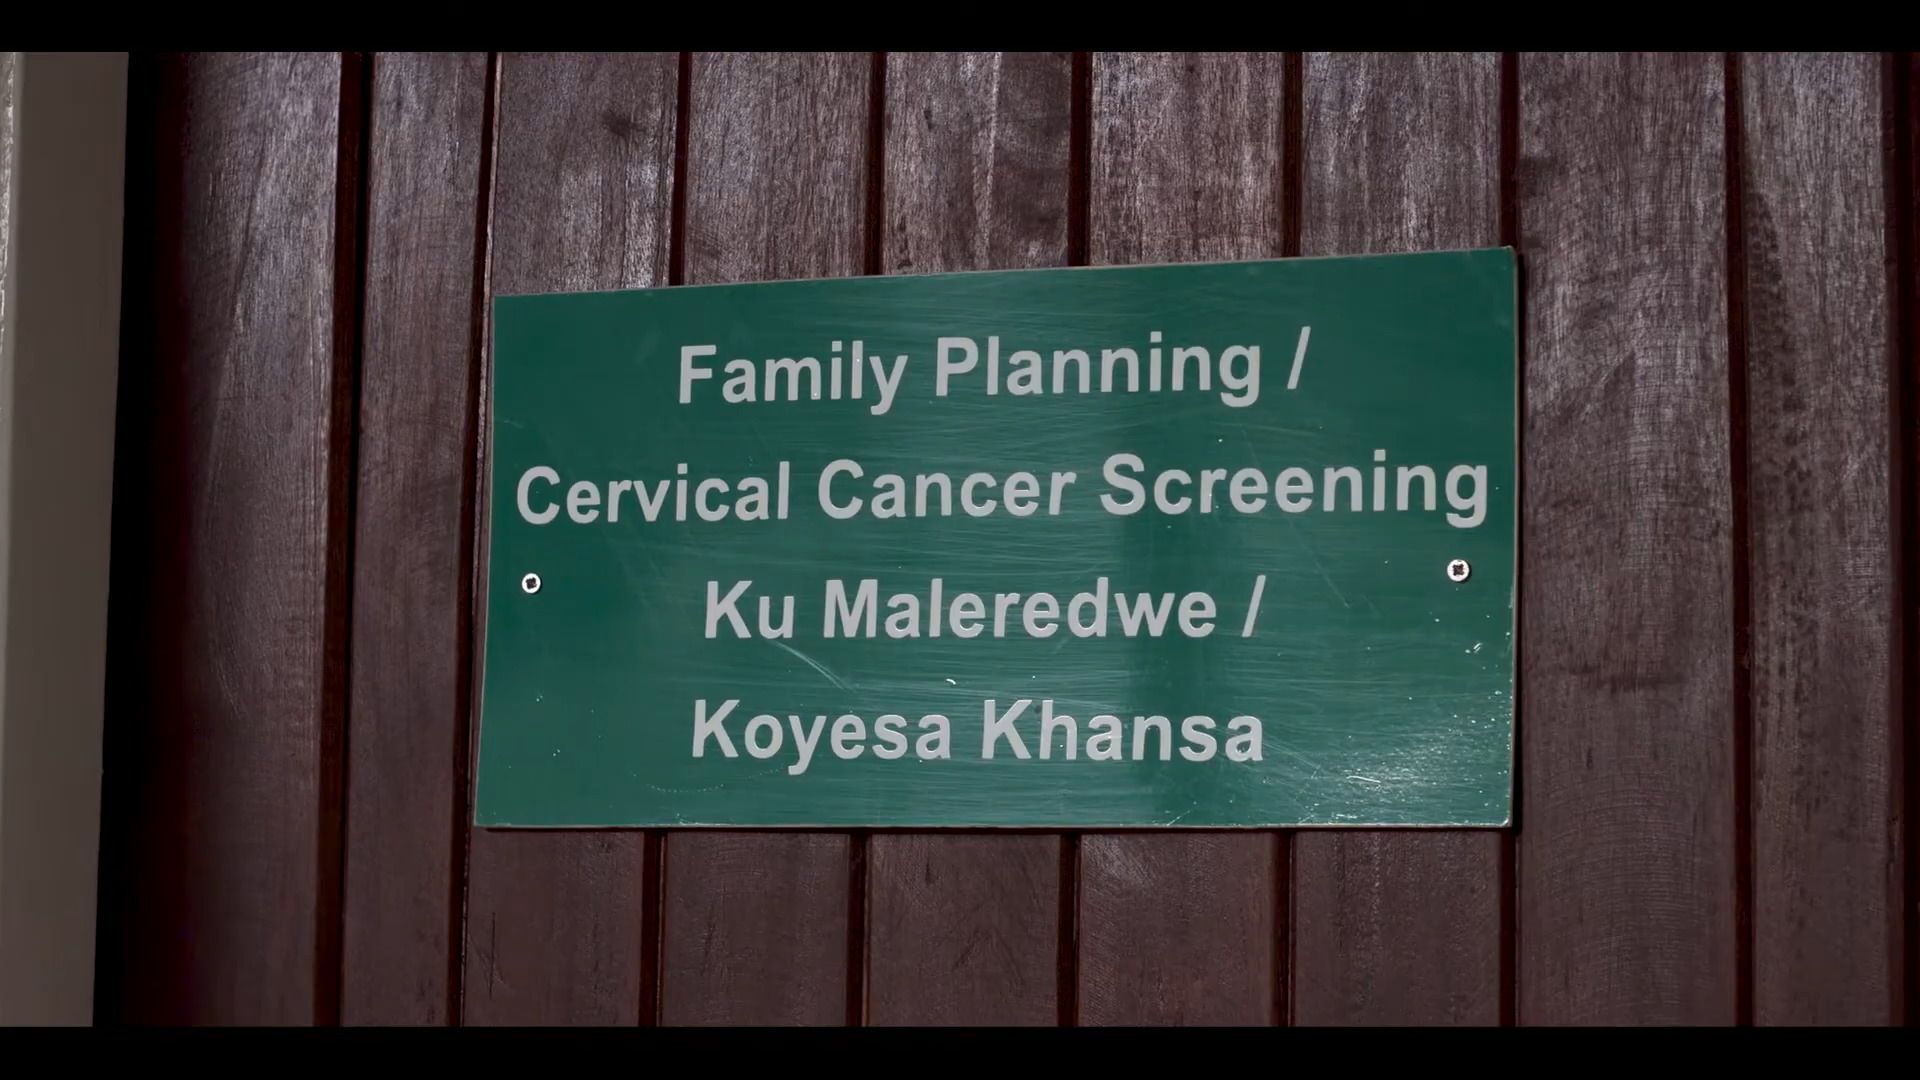 Family Planning /
Cervical Cancer Screening
Ku Maleredwe /
Koyesa Khansa